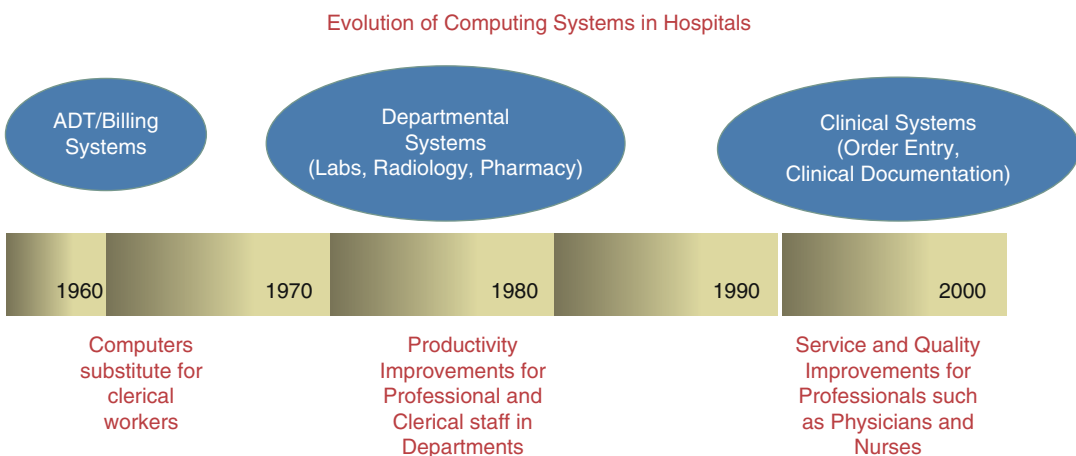 Evolution of Computing Systems in Hospitals
ADT/Billing
Systems
Departmental
Systems
(Labs, Radiology, Pharmacy)
Clinical Systems
(Order Entry,
Clinical Documentation)
1960
1970
1980
1990
2000
Computers
substitute for
clerical
workers
Productivity
Improvements for
Professional and
Clerical staff in
Departments
Service and Quality
Improvements for
Professionals such
as Physicians and
Nurses